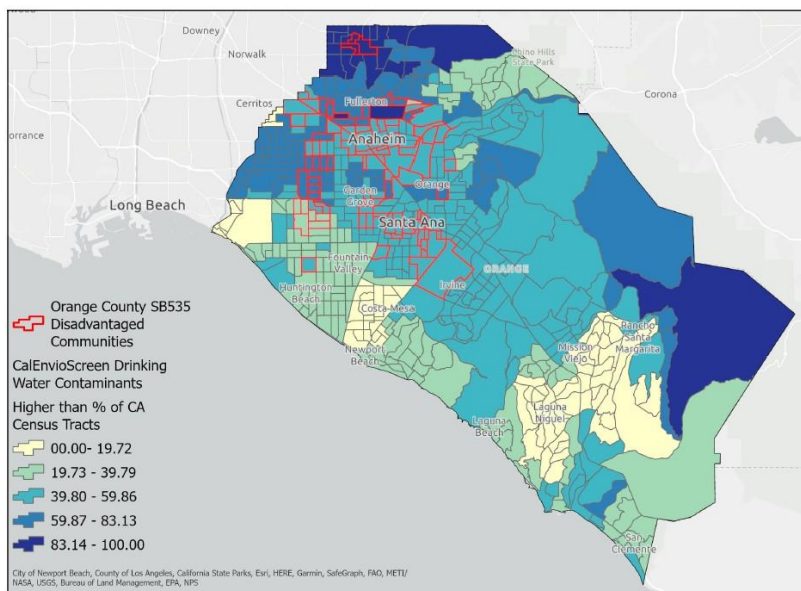 Downey
Norwalk
Chino Hills
State Park
Corona
Cerritos
Fullerton
Torrance
Anaheim
Orange
Long Beach
Garden
Grove
Santa Ana
Fountain
Valley
ORANGE
Irvine
Huntington
Beach
Costa Mesa
Newport
Beach
Rancho
Santa
Margarita
Mission
Viejo
Laguna
Niguel
Laguna
Beach
San
Clemente
Orange County SB535
Disadvantaged
Communities
CalEnvioScreen Drinking
Water Contaminants
Higher than % of CA
Census Tracts
00.00- 19.72
19.73 - 39.79
39.80 - 59.86
59.87 - 83.13
83.14 - 100.00
City of Newport Beach, County of Los Angeles, California State Parks, Esri, HERE, Garmin, SafeGraph, FAO, METI/
NASA, USGS, Bureau of Land Management, EPA, NPS